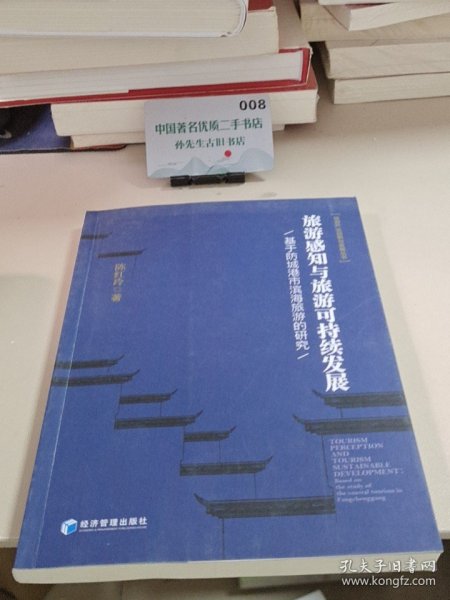 008
中国著名优质二手书店
孙先生古旧书店
旅游感知与旅游可持续发展
/基于防城港市滨海旅游的研究/
陈红玲◎著
TOURISM
PERCEPTION
AND
TOURISM
SUSTAINABLE
DEVELOPMENT:
Based on
the study of
the coastal tourism in
Fangchenggang
经济管理出版社
孔夫子旧书网
www.kongfz.com